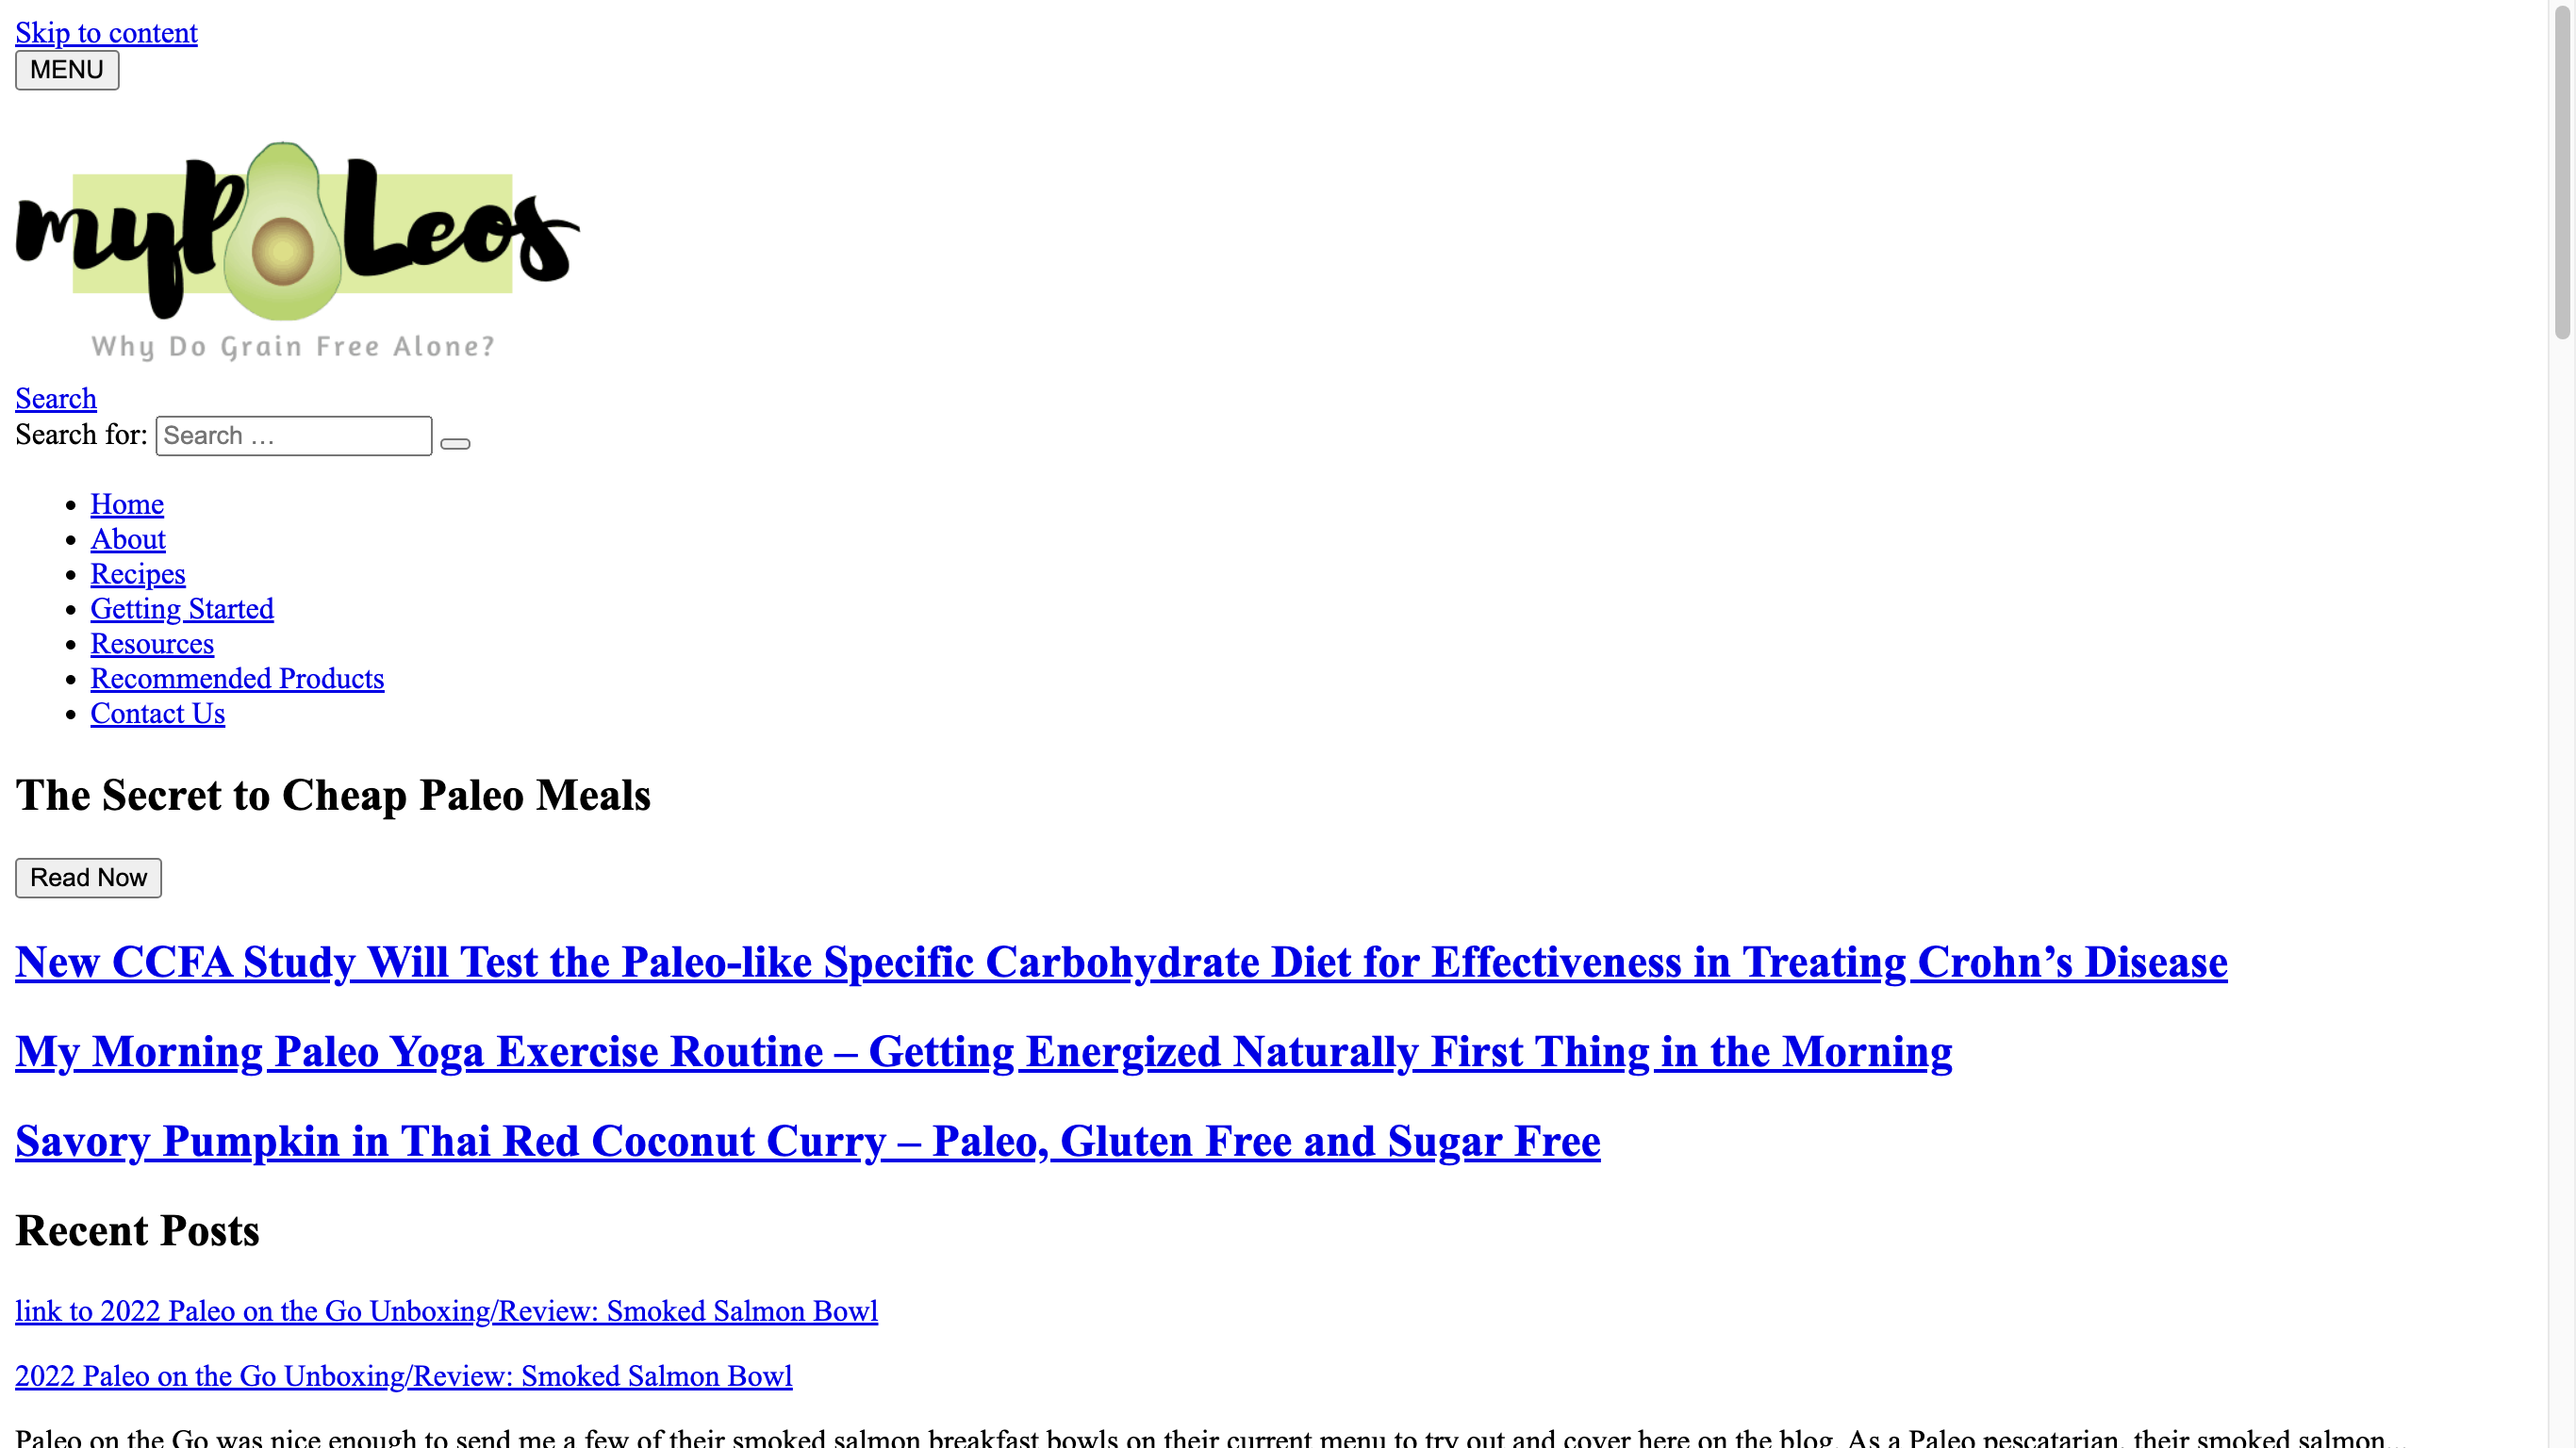 Skip to content
MENU
myPaLeos
Why Do Grain Free Alone?
Search
Search for: Search …
Home
About
Recipes
Getting Started
Resources
Recommended Products
Contact Us
The Secret to Cheap Paleo Meals
Read Now
New CCFA Study Will Test the Paleo-like Specific Carbohydrate Diet for Effectiveness in Treating Crohn’s Disease
My Morning Paleo Yoga Exercise Routine – Getting Energized Naturally First Thing in the Morning
Savory Pumpkin in Thai Red Coconut Curry – Paleo, Gluten Free and Sugar Free
Recent Posts
link to 2022 Paleo on the Go Unboxing/Review: Smoked Salmon Bowl
2022 Paleo on the Go Unboxing/Review: Smoked Salmon Bowl
Paleo on the Go was nice enough to send me a few of their smoked salmon breakfast bowls on their current menu to try out and cover here on the blog. As a Paleo pescatarian, their smoked salmon...